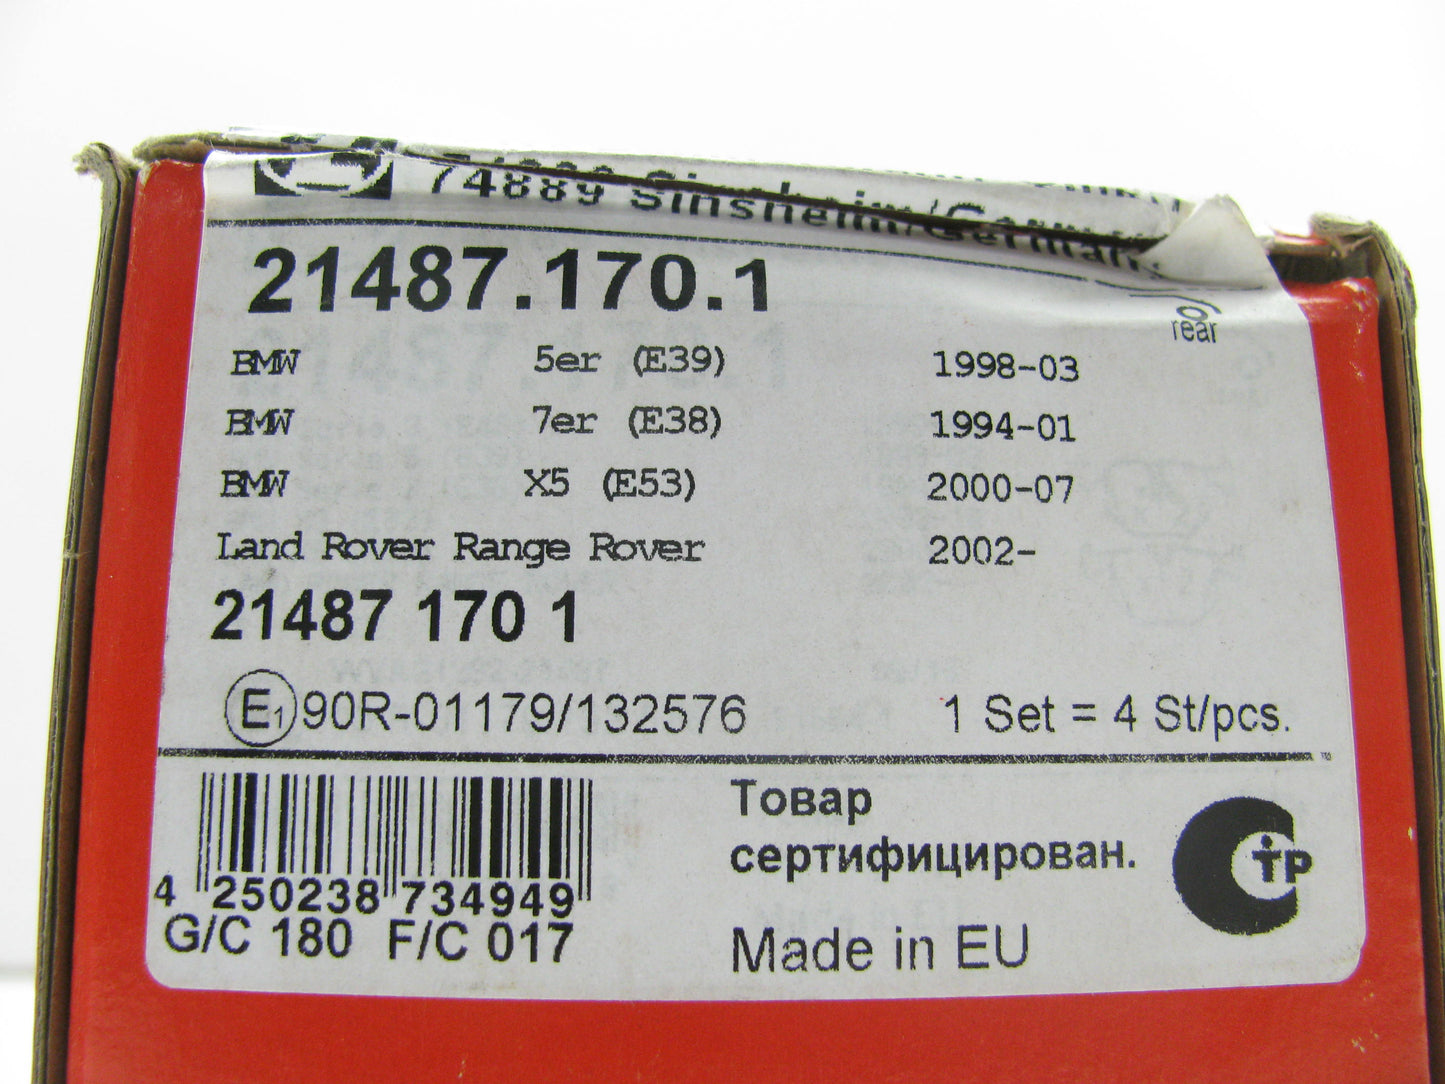 74889 Sinsheim/Germany
21487.170.1
rear
BMW 5er (E39) 1998-03
BMW 7er (E38) 1994-01
BMW X5 (E53) 2000-07
Land Rover Range Rover 2002-
21487 170 1
E1 90R-01179/132576 1 Set = 4 St/pcs.
4 250238 734949
G/C 180 F/C 017
Товар
сертифицирован.
Made in EU
СТР